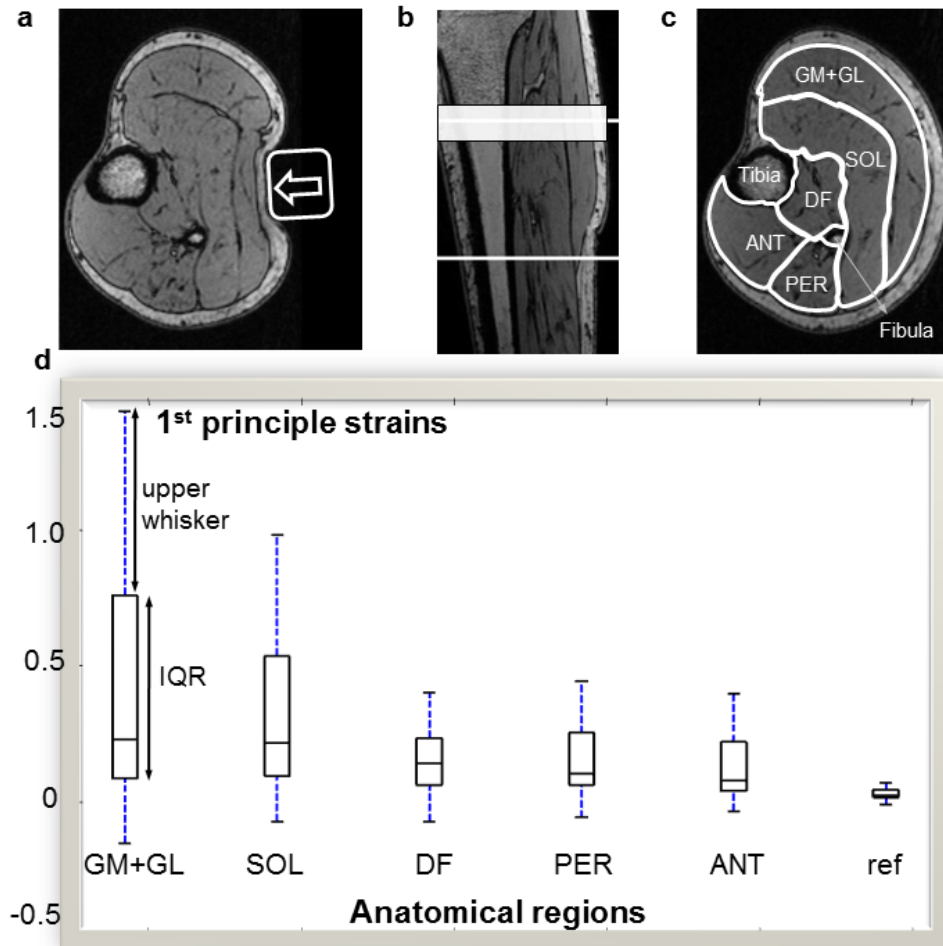 a
b
c
GM+GL
SOL
Tibia
DF
ANT
PER
Fibula
d
1.5
1st principle strains
upper
whisker
1.0
0.5
IQR
0
GM+GL SOL DF PER ANT ref
-0.5
Anatomical regions